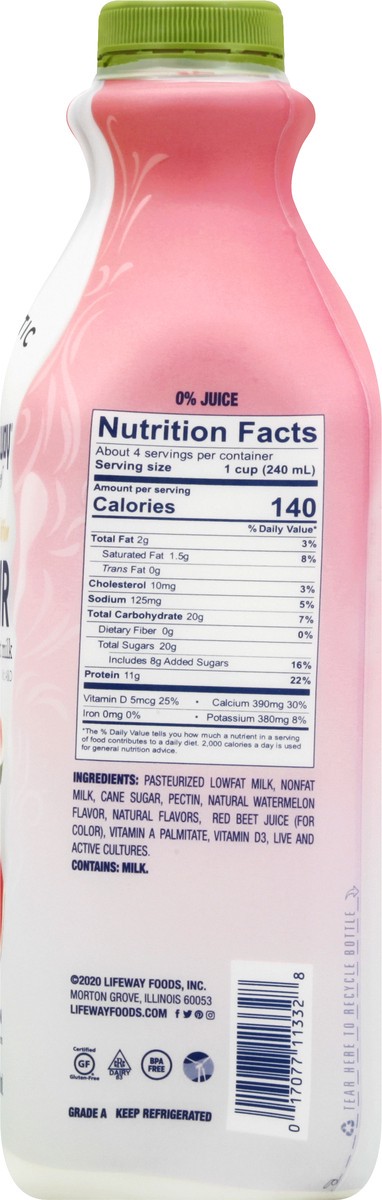 TIC
0% JUICE
Nutrition Facts
About 4 servings per container
Serving size 1 cup (240 mL)
Amount per serving
Calories 140
% Daily Value*
Total Fat 2g 3%
Saturated Fat 1.5g 8%
Trans Fat 0g
Cholesterol 10mg 3%
Sodium 125mg 5%
Total Carbohydrate 20g 7%
Dietary Fiber 0g 0%
Total Sugars 20g
Includes 8g Added Sugars 16%
Protein 11g 22%
Vitamin D 5mcg 25% • Calcium 390mg 30%
Iron 0mg 0% • Potassium 380mg 8%
*The % Daily Value tells you how much a nutrient in a serving
of food contributes to a daily diet. 2,000 calories a day is used
for general nutrition advice.
INGREDIENTS: PASTEURIZED LOWFAT MILK, NONFAT
MILK, CANE SUGAR, PECTIN, NATURAL WATERMELON
FLAVOR, NATURAL FLAVORS, RED BEET JUICE (FOR
COLOR), VITAMIN A PALMITATE, VITAMIN D3, LIVE AND
ACTIVE CULTURES.
CONTAINS: MILK.
©2020 LIFEWAY FOODS, INC.
MORTON GROVE, ILLINOIS 60053
LIFEWAYFOODS.COM
Certified
GF
Gluten-Free
DAIRY
BPA
FREE
GRADE A KEEP REFRIGERATED
0 17077 11332 8
TEAR HERE TO RECYCLE BOTTLE